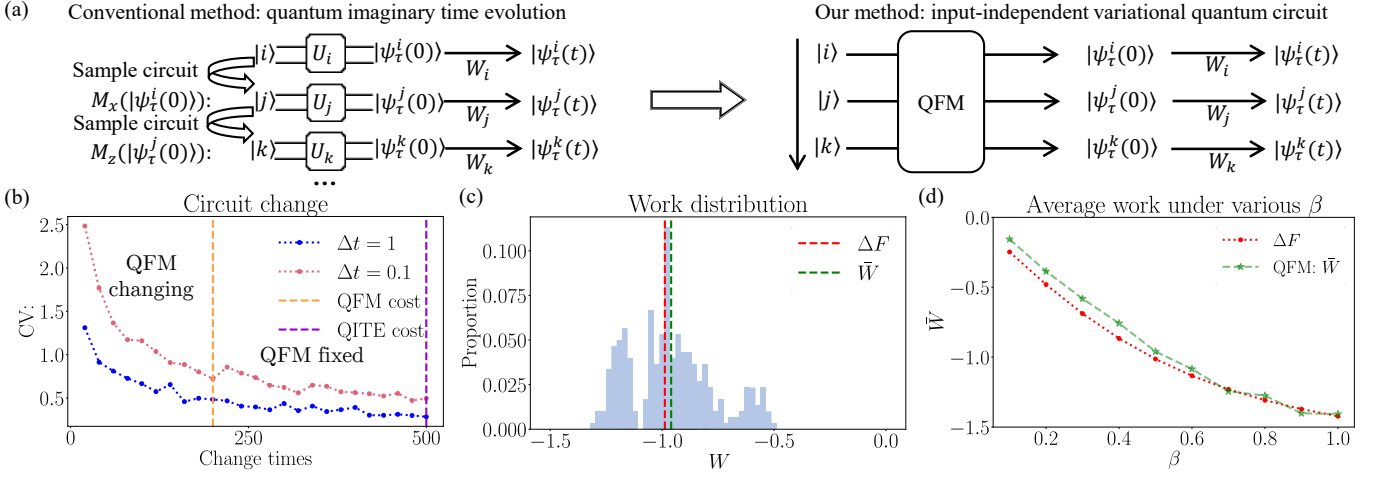 (a) Conventional method: quantum imaginary time evolution
Our method: input-independent variational quantum circuit
|i⟩ U_i |ψ_τ^i(0)⟩ W_i |ψ_τ^i(t)⟩
Sample circuit
M_x(|ψ_τ^i(0)⟩): |j⟩ U_j |ψ_τ^j(0)⟩ W_j |ψ_τ^j(t)⟩
Sample circuit
M_z(|ψ_τ^j(0)⟩): |k⟩ U_k |ψ_τ^k(0)⟩ W_k |ψ_τ^k(t)⟩
...
|i⟩ |ψ_τ^i(0)⟩ W_i |ψ_τ^i(t)⟩
|j⟩ QFM |ψ_τ^j(0)⟩ W_j |ψ_τ^j(t)⟩
|k⟩ |ψ_τ^k(0)⟩ W_k |ψ_τ^k(t)⟩
(b) Circuit change
2.5
2.0
1.5
1.0
0.5
CV:
QFM
changing
Δt = 1
Δt = 0.1
QFM cost
QITE cost
QFM fixed
0 250 500
Change times
(c) Work distribution
0.100
0.075
0.050
0.025
0.000
Proportion
ΔF
W̄
−1.5 −1.0 −0.5 0.0
W
(d) Average work under various β
0.0
−0.5
−1.0
−1.5
W̄
ΔF
QFM: W̄
0.2 0.4 0.6 0.8 1.0
β